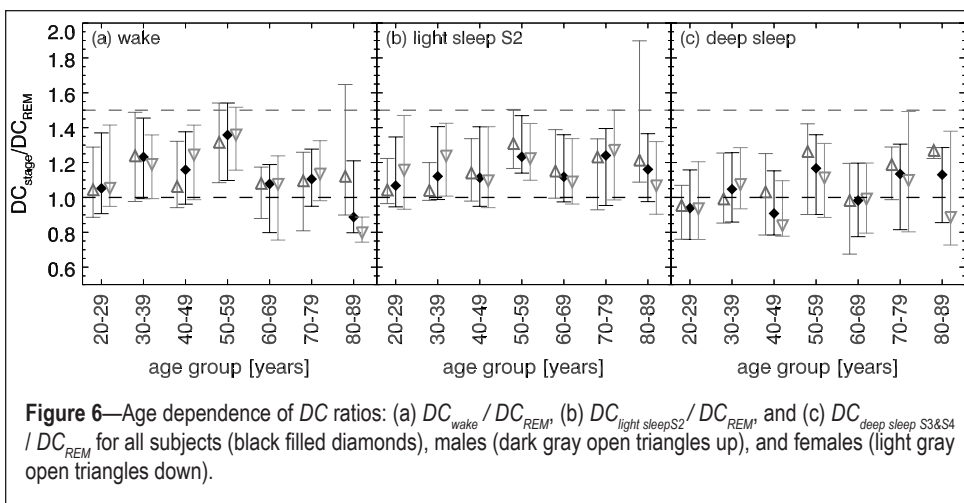 (a) wake
(b) light sleep S2
(c) deep sleep
DC_stage/DC_REM
2.0
1.8
1.6
1.4
1.2
1.0
0.8
0.6
20-29 30-39 40-49 50-59 60-69 70-79 80-89
20-29 30-39 40-49 50-59 60-69 70-79 80-89
20-29 30-39 40-49 50-59 60-69 70-79 80-89
age group [years]
age group [years]
age group [years]
Figure 6—Age dependence of DC ratios: (a) DC_wake / DC_REM, (b) DC_light sleepS2 / DC_REM, and (c) DC_deep sleep S3&S4
/ DC_REM for all subjects (black filled diamonds), males (dark gray open triangles up), and females (light gray
open triangles down).